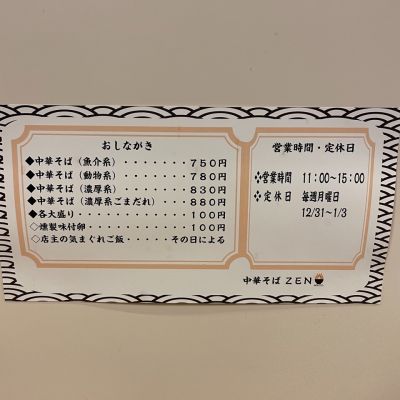 おしながき
◆中華そば（魚介系）・・・・・・・750円
◆中華そば（動物系）・・・・・・・780円
◆中華そば（濃厚系）・・・・・・・830円
◆中華そば（濃厚系ごまだれ）・・・880円
◆各大盛り・・・・・・・・・・・・100円
◇燻製味付卵・・・・・・・・・・・100円
◇店主の気まぐれご飯・・・・その日による
営業時間・定休日
❖営業時間　11：00～15：00
❖定休日　毎週月曜日
12/31～1/3
中華そば ZEN